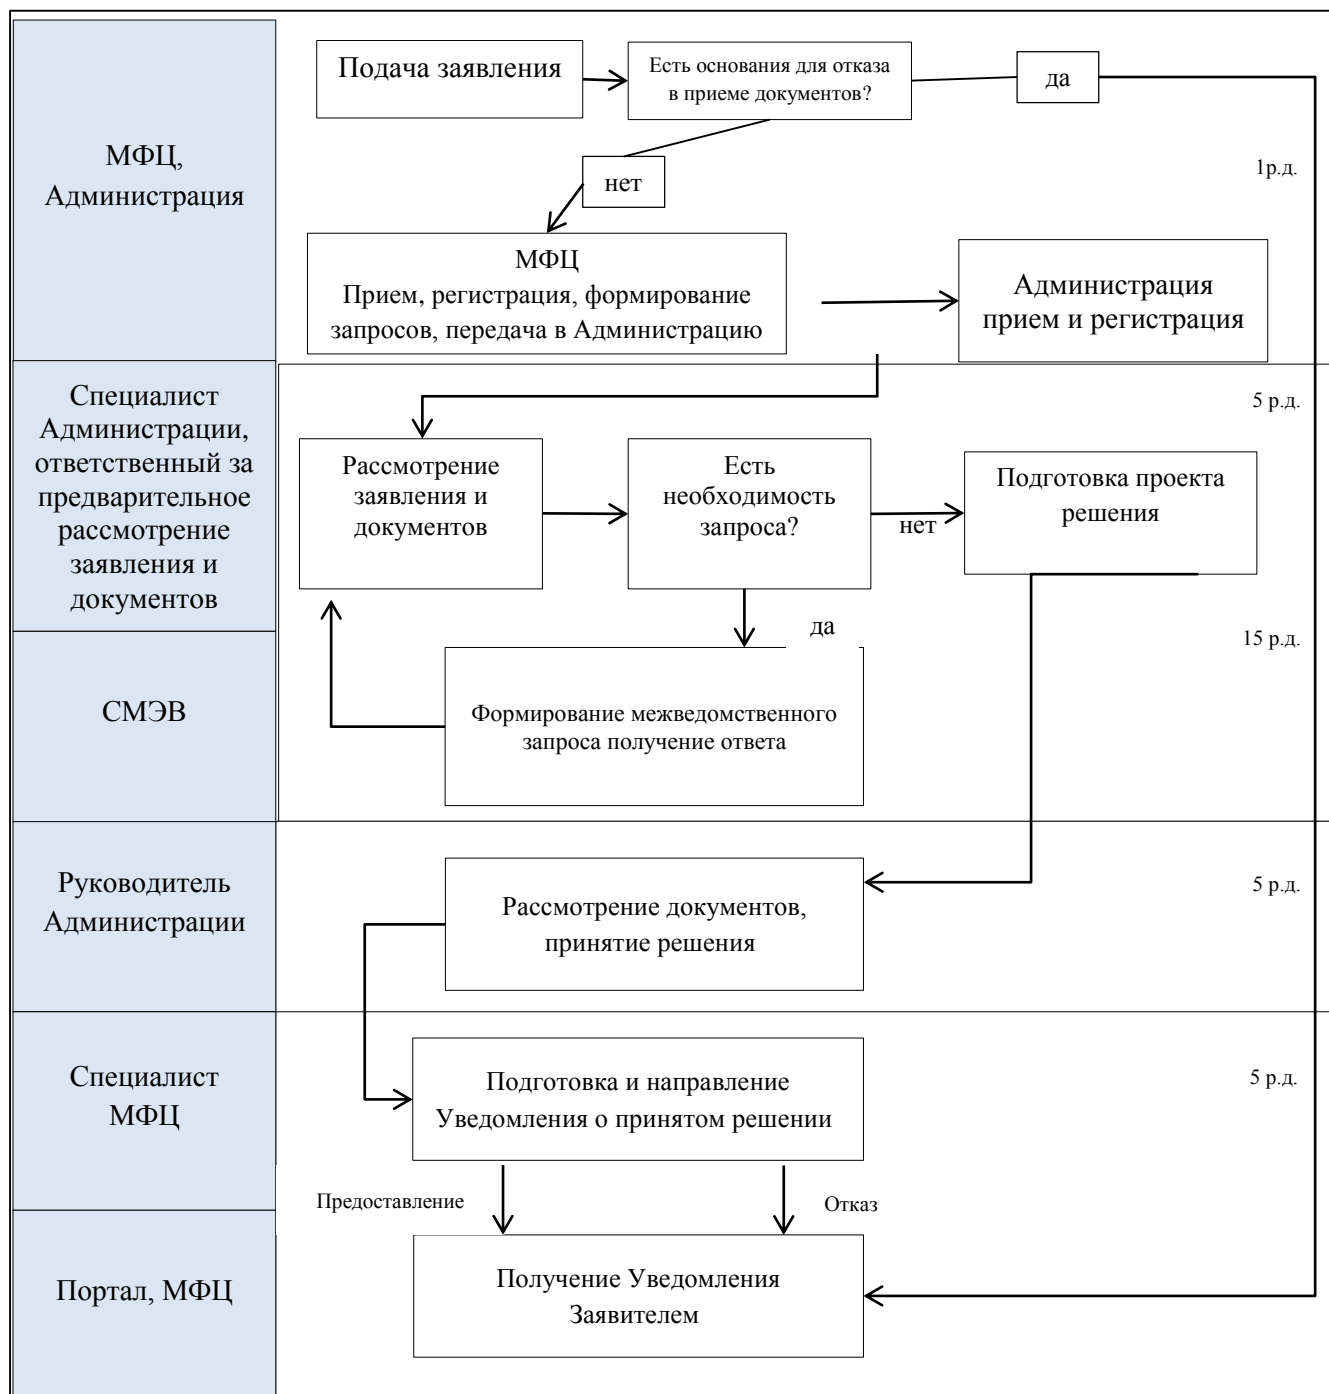 МФЦ,
Администрация
Подача заявления
Есть основания для отказа
в приеме документов?
да
нет
1р.д.
МФЦ
Прием, регистрация, формирование
запросов, передача в Администрацию
Администрация
прием и регистрация
Специалист
Администрации,
ответственный за
предварительное
рассмотрение
заявления и
документов
5 р.д.
Рассмотрение
заявления и
документов
Есть
необходимость
запроса?
нет
Подготовка проекта
решения
да
15 р.д.
СМЭВ
Формирование межведомственного
запроса получение ответа
Руководитель
Администрации
5 р.д.
Рассмотрение документов,
принятие решения
Специалист
МФЦ
5 р.д.
Подготовка и направление
Уведомления о принятом решении
Предоставление
Отказ
Портал, МФЦ
Получение Уведомления
Заявителем